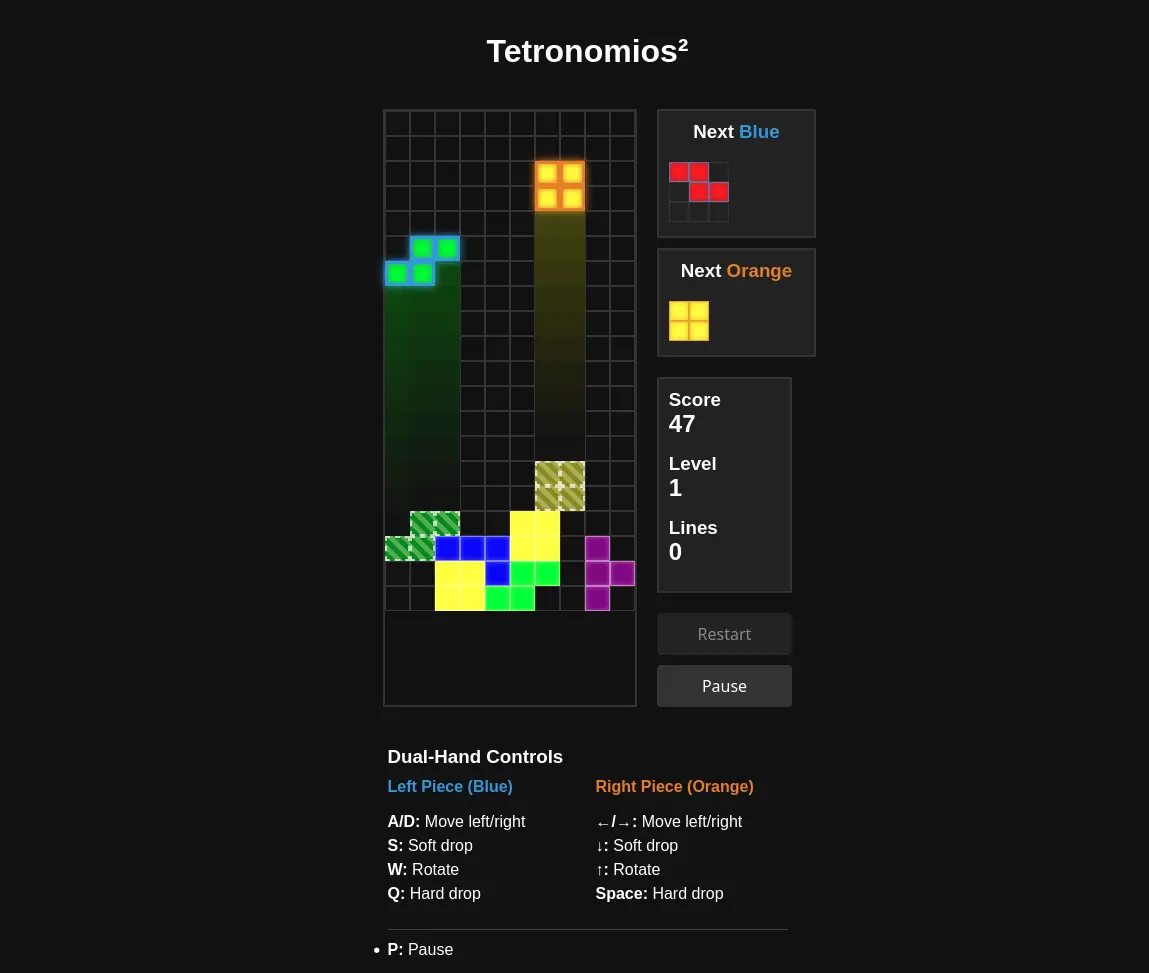 Tetronomios²
Next Blue
Next Orange
Score
47
Level
1
Lines
0
Restart
Pause
Dual-Hand Controls
Left Piece (Blue)
A/D: Move left/right
S: Soft drop
W: Rotate
Q: Hard drop
Right Piece (Orange)
←/→: Move left/right
↓: Soft drop
↑: Rotate
Space: Hard drop
• P: Pause